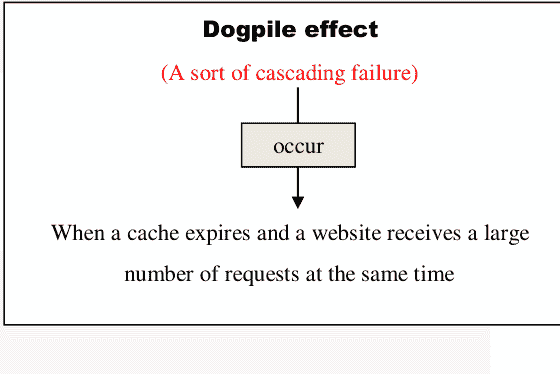 Dogpile effect
(A sort of cascading failure)
occur
When a cache expires and a website receives a large
number of requests at the same time